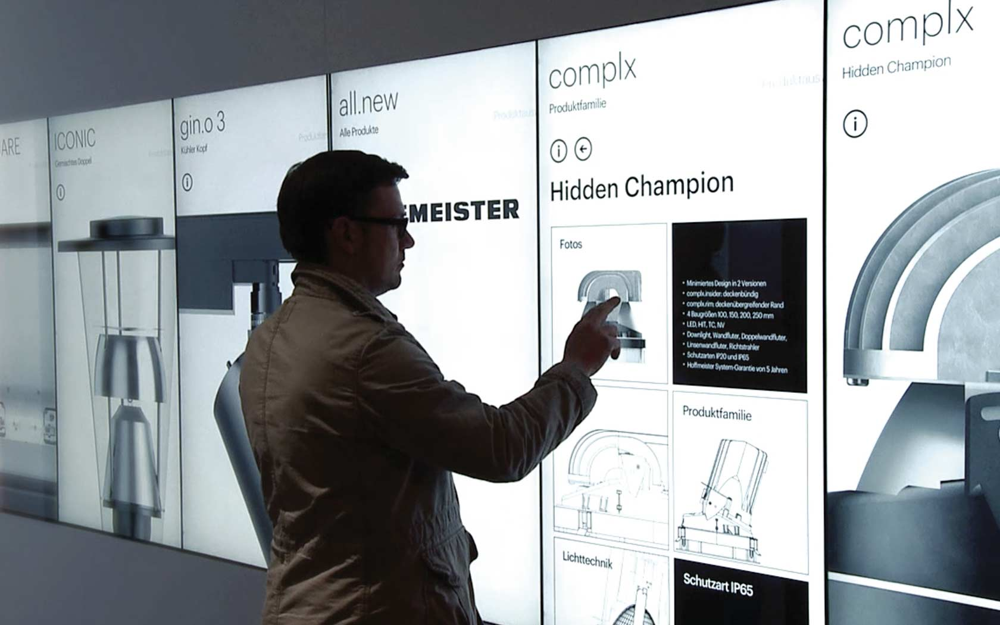 ARE
ICONIC
Gemischtes Doppel
gin.o 3
Kühler Kopf
all.new
Alle Produkte
Produktaus
MEISTER
complx
Produktfamilie
Produktaus
Hidden Champion
Fotos
• Minimiertes Design in 2 Versionen
• complx.insider: deckenbündig
• complx.rim: deckenübergreifender Rand
• 4 Baugrößen 100, 150, 200, 250 mm
• LED, HIT, TC, NV
• Downlight, Wandfluter, Doppelwandfluter,
• Linsenwandfluter, Richtstrahler
• Schutzarten IP20 und IP65
• Hoffmeister System-Garantie von 5 Jahren
Produktfamilie
Lichttechnik
Schutzart IP65
complx
Hidden Champion